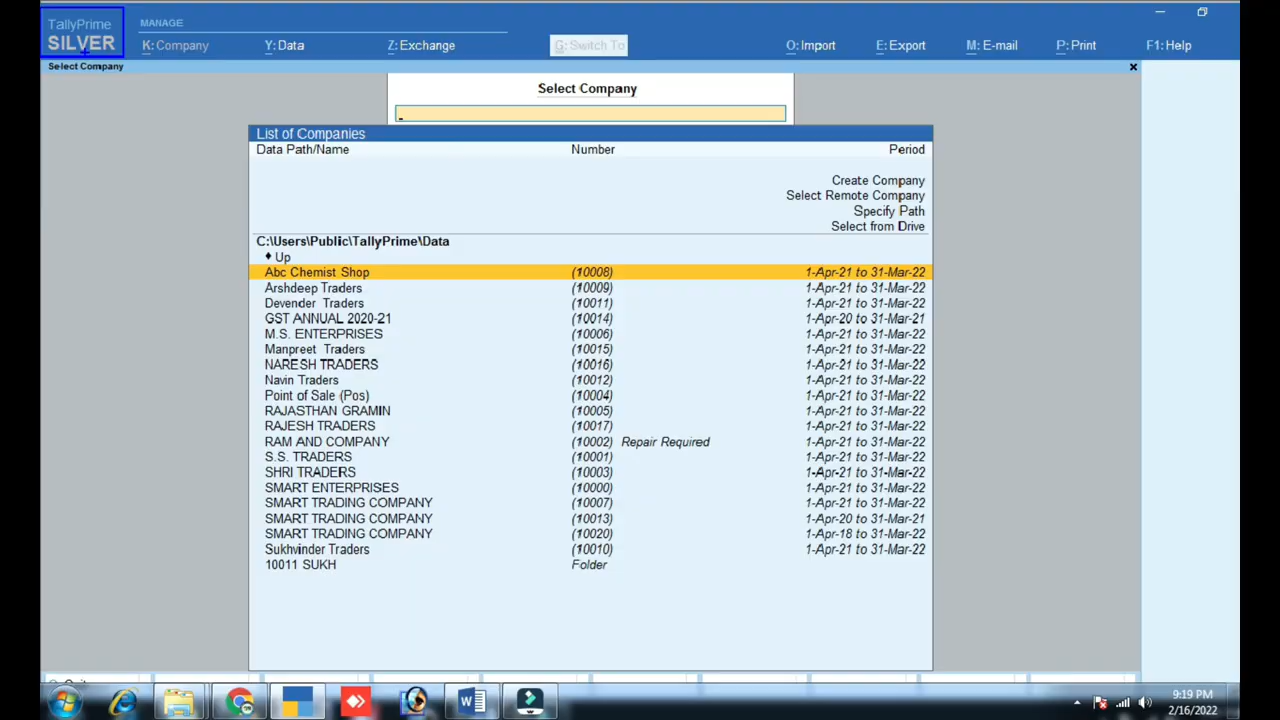 TallyPrime MANAGE
SILVER K: Company Y: Data Z: Exchange G: Switch To O: Import E: Export M: E-mail P: Print F1: Help
Select Company
Select Company
List of Companies
Data Path/Name Number Period
Create Company
Select Remote Company
Specify Path
Select from Drive
C:\Users\Public\TallyPrime\Data
♦ Up
Abc Chemist Shop (10008) 1-Apr-21 to 31-Mar-22
Arshdeep Traders (10009) 1-Apr-21 to 31-Mar-22
Devender Traders (10011) 1-Apr-21 to 31-Mar-22
GST ANNUAL 2020-21 (10014) 1-Apr-20 to 31-Mar-21
M.S. ENTERPRISES (10006) 1-Apr-21 to 31-Mar-22
Manpreet Traders (10015) 1-Apr-21 to 31-Mar-22
NARESH TRADERS (10016) 1-Apr-21 to 31-Mar-22
Navin Traders (10012) 1-Apr-21 to 31-Mar-22
Point of Sale (Pos) (10004) 1-Apr-21 to 31-Mar-22
RAJASTHAN GRAMIN (10005) 1-Apr-21 to 31-Mar-22
RAJESH TRADERS (10017) 1-Apr-21 to 31-Mar-22
RAM AND COMPANY (10002) Repair Required 1-Apr-21 to 31-Mar-22
S.S. TRADERS (10001) 1-Apr-21 to 31-Mar-22
SHRI TRADERS (10003) 1-Apr-21 to 31-Mar-22
SMART ENTERPRISES (10000) 1-Apr-21 to 31-Mar-22
SMART TRADING COMPANY (10007) 1-Apr-21 to 31-Mar-22
SMART TRADING COMPANY (10013) 1-Apr-20 to 31-Mar-21
SMART TRADING COMPANY (10020) 1-Apr-18 to 31-Mar-22
Sukhvinder Traders (10010) 1-Apr-21 to 31-Mar-22
10011 SUKH Folder
9:19 PM
2/16/2022